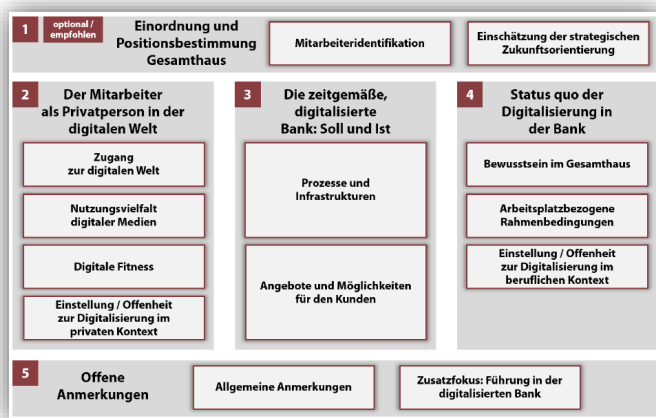 1
optional /
empfohlen
Einordnung und
Positionsbestimmung
Gesamthaus
Mitarbeiteridentifikation
Einschätzung der strategischen
Zukunftsorientierung
2
Der Mitarbeiter
als Privatperson in der
digitalen Welt
Zugang
zur digitalen Welt
Nutzungsvielfalt
digitaler Medien
Digitale Fitness
Einstellung / Offenheit
zur Digitalisierung im
privaten Kontext
3
Die zeitgemäße,
digitalisierte
Bank: Soll und Ist
Prozesse und
Infrastrukturen
Angebote und Möglichkeiten
für den Kunden
4
Status quo der
Digitalisierung in
der Bank
Bewusstsein im Gesamthaus
Arbeitsplatzbezogene
Rahmenbedingungen
Einstellung / Offenheit
zur Digitalisierung im
beruflichen Kontext
5
Offene
Anmerkungen
Allgemeine Anmerkungen
Zusatzfokus: Führung in der
digitalisierten Bank